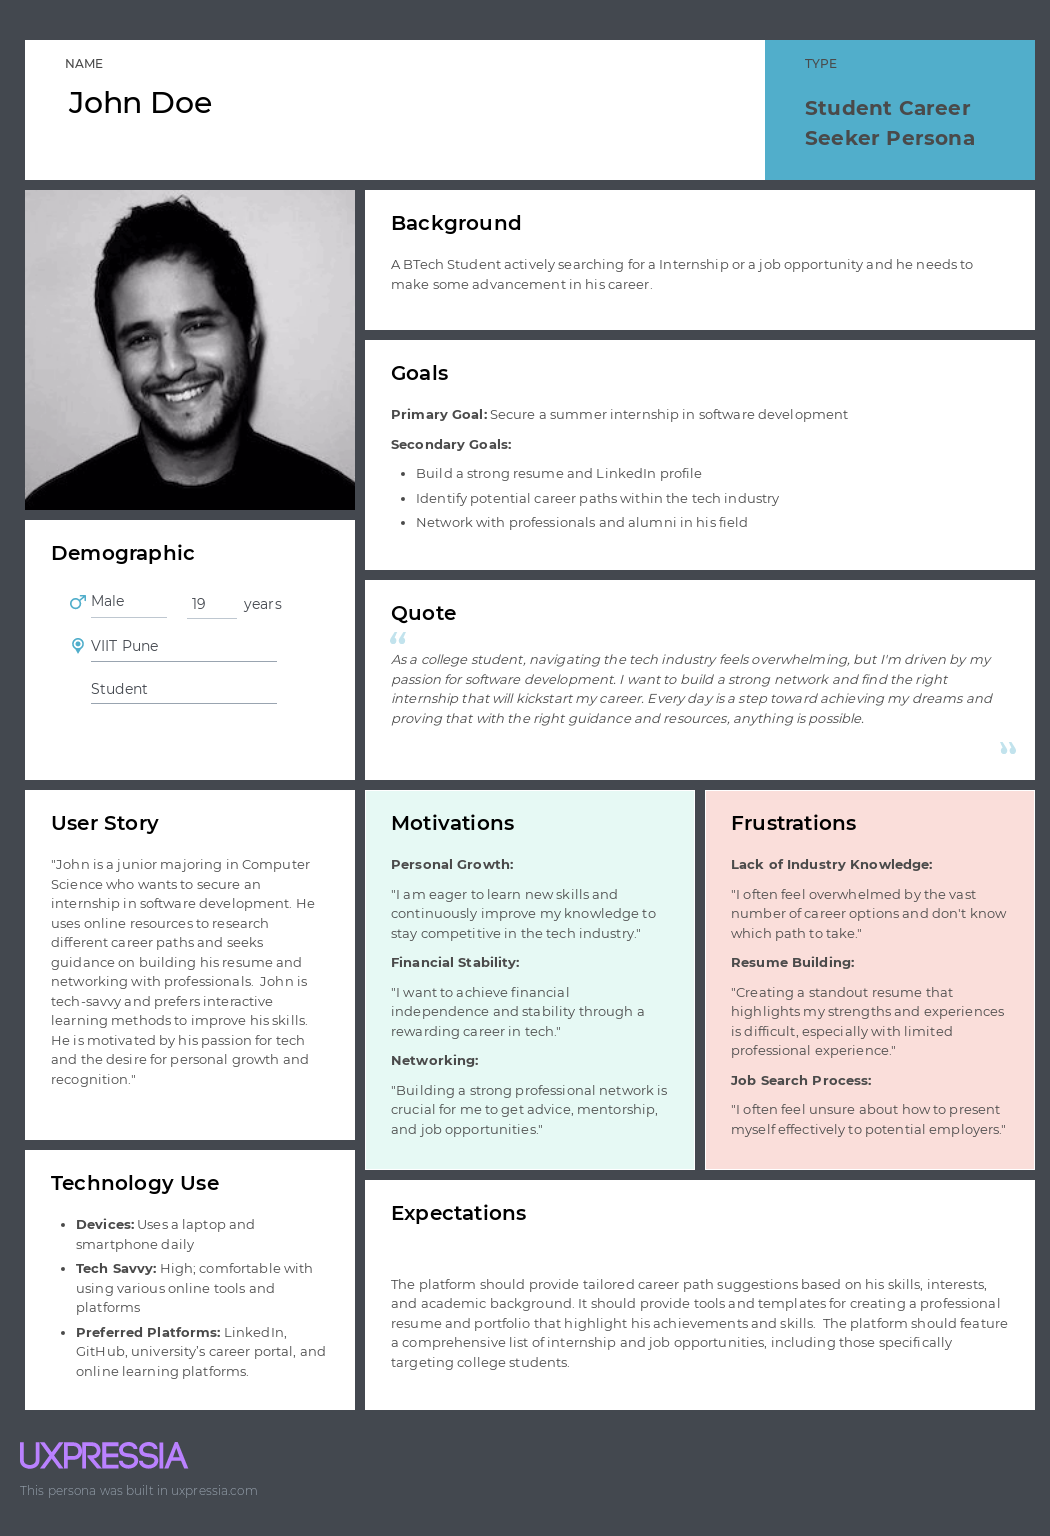 NAME
John Doe
TYPE
Student Career
Seeker Persona
Background
A BTech Student actively searching for a Internship or a job opportunity and he needs to
make some advancement in his career.
Goals
Primary Goal: Secure a summer internship in software development
Secondary Goals:
• Build a strong resume and LinkedIn profile
• Identify potential career paths within the tech industry
• Network with professionals and alumni in his field
Demographic
Male 19 years
VIIT Pune
Student
Quote
“
As a college student, navigating the tech industry feels overwhelming, but I'm driven by my
passion for software development. I want to build a strong network and find the right
internship that will kickstart my career. Every day is a step toward achieving my dreams and
proving that with the right guidance and resources, anything is possible.
”
User Story
"John is a junior majoring in Computer
Science who wants to secure an
internship in software development. He
uses online resources to research
different career paths and seeks
guidance on building his resume and
networking with professionals.  John is
tech-savvy and prefers interactive
learning methods to improve his skills.
He is motivated by his passion for tech
and the desire for personal growth and
recognition."
Motivations
Personal Growth:
"I am eager to learn new skills and
continuously improve my knowledge to
stay competitive in the tech industry."
Financial Stability:
"I want to achieve financial
independence and stability through a
rewarding career in tech."
Networking:
"Building a strong professional network is
crucial for me to get advice, mentorship,
and job opportunities."
Frustrations
Lack of Industry Knowledge:
"I often feel overwhelmed by the vast
number of career options and don't know
which path to take."
Resume Building:
"Creating a standout resume that
highlights my strengths and experiences
is difficult, especially with limited
professional experience."
Job Search Process:
"I often feel unsure about how to present
myself effectively to potential employers."
Technology Use
• Devices: Uses a laptop and
smartphone daily
• Tech Savvy: High; comfortable with
using various online tools and
platforms
• Preferred Platforms: LinkedIn,
GitHub, university’s career portal, and
online learning platforms.
Expectations
The platform should provide tailored career path suggestions based on his skills, interests,
and academic background. It should provide tools and templates for creating a professional
resume and portfolio that highlight his achievements and skills.  The platform should feature
a comprehensive list of internship and job opportunities, including those specifically
targeting college students.
UXPRESSIA
This persona was built in uxpressia.com